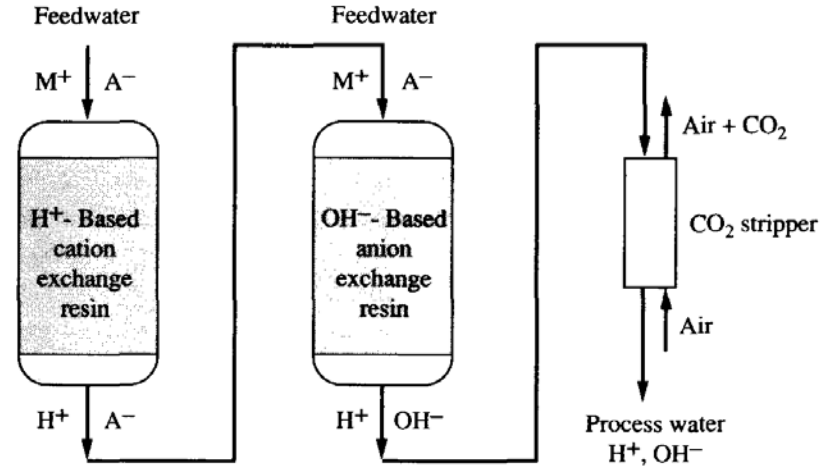 Feedwater
M+ A−
H+- Based
cation
exchange
resin
H+ A−
Feedwater
M+ A−
OH−- Based
anion
exchange
resin
H+ OH−
Air + CO2
CO2 stripper
Air
Process water
H+, OH−